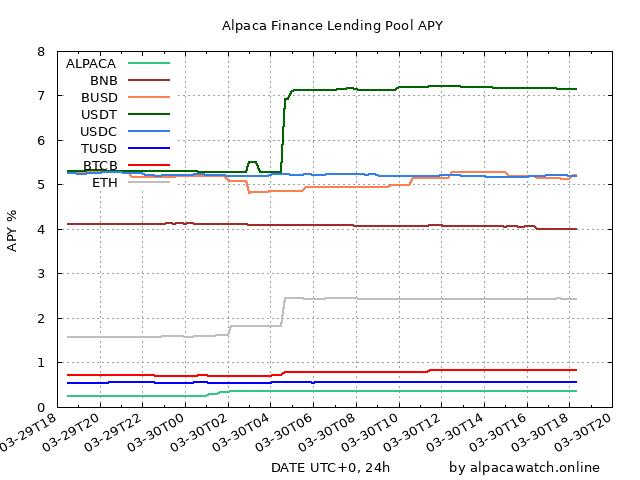 Alpaca Finance Lending Pool APY
8
7
6
5
4
3
2
1
0
APY %
ALPACA
BNB
BUSD
USDT
USDC
TUSD
BTCB
ETH
03-29T18
03-29T20
03-29T22
03-30T00
03-30T02
03-30T04
03-30T06
03-30T08
03-30T10
03-30T12
03-30T14
03-30T16
03-30T18
03-30T20
DATE UTC+0, 24h
by alpacawatch.online